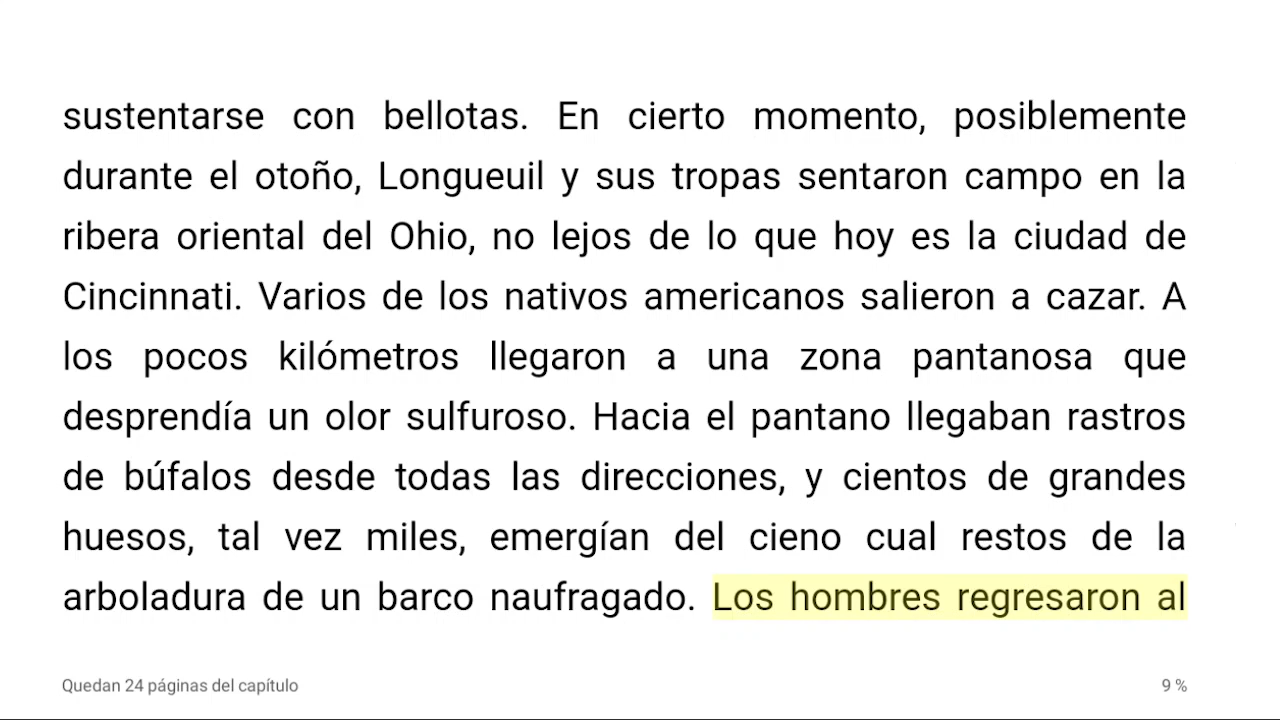 sustentarse con bellotas. En cierto momento, posiblemente
durante el otoño, Longueuil y sus tropas sentaron campo en la
ribera oriental del Ohio, no lejos de lo que hoy es la ciudad de
Cincinnati. Varios de los nativos americanos salieron a cazar. A
los pocos kilómetros llegaron a una zona pantanosa que
desprendía un olor sulfuroso. Hacia el pantano llegaban rastros
de búfalos desde todas las direcciones, y cientos de grandes
huesos, tal vez miles, emergían del cieno cual restos de la
arboladura de un barco naufragado. Los hombres regresaron al
Quedan 24 páginas del capítulo
9 %